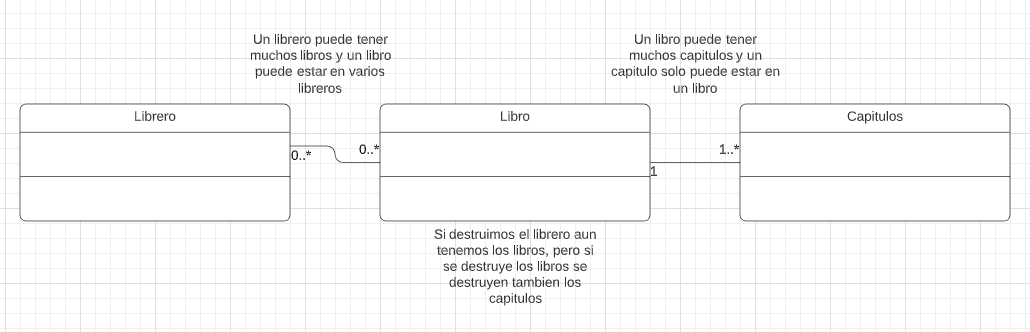 Un librero puede tener
muchos libros y un libro
puede estar en varios
libreros
Un libro puede tener
muchos capitulos y un
capitulo solo puede estar en
un libro
Librero
Libro
Capitulos
0..*
0..*
1..*
1
Si destruimos el librero aun
tenemos los libros, pero si
se destruye los libros se
destruyen tambien los
capitulos